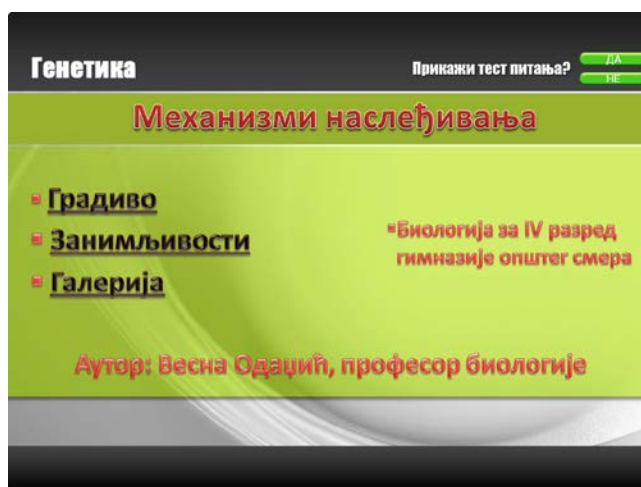 Генетика
Прикажи тест питања?
ДА
НЕ
Механизми наслеђивања
Градиво
Занимљивости
Галерија
Биологија за IV разред
гимназије општег смера
Аутор: Весна Одаџић, професор биологије